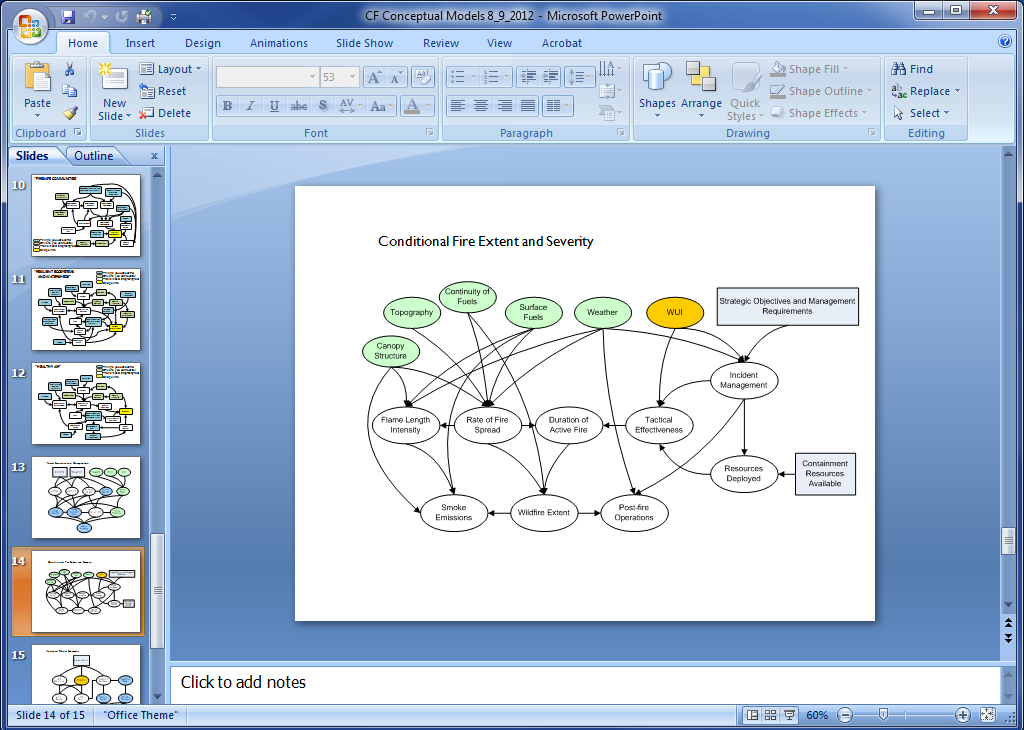 CF Conceptual Models 8_9_2012 - Microsoft PowerPoint
Home Insert Design Animations Slide Show Review View Acrobat
Paste
New Slide
Layout
Reset
Delete
53
B I U abc S AV Aa A
Shapes Arrange Quick Styles
Shape Fill
Shape Outline
Shape Effects
Find
Replace
Select
Clipboard Slides Font Paragraph Drawing Editing
Slides Outline x
10
11
12
13
14
15
Conditional Fire Extent and Severity
Continuity of
Fuels
Topography
Surface
Fuels
Weather
WUI
Strategic Objectives and Management
Requirements
Canopy
Structure
Incident
Management
Flame Length
Intensity
Rate of Fire
Spread
Duration of
Active Fire
Tactical
Effectiveness
Resources
Deployed
Containment
Resources
Available
Smoke
Emissions
Wildfire Extent
Post-fire
Operations
Click to add notes
Slide 14 of 15 "Office Theme" 60%